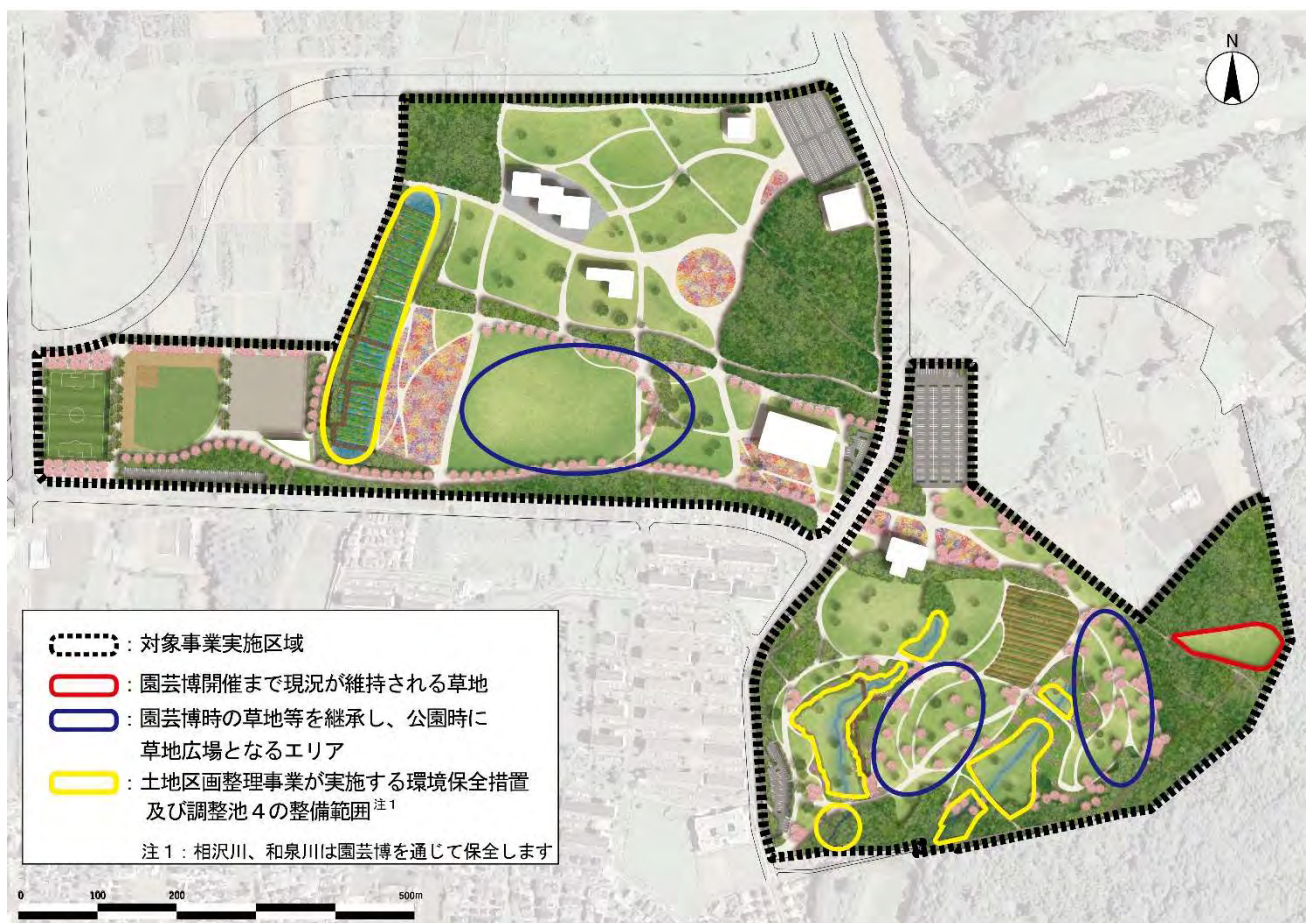 N
：対象事業実施区域
：園芸博開催まで現況が維持される草地
：園芸博時の草地等を継承し、公園時に
草地広場となるエリア
：土地区画整理事業が実施する環境保全措置
及び調整池４の整備範囲注１
注１：相沢川、和泉川は園芸博を通じて保全します
0 100 200 500m